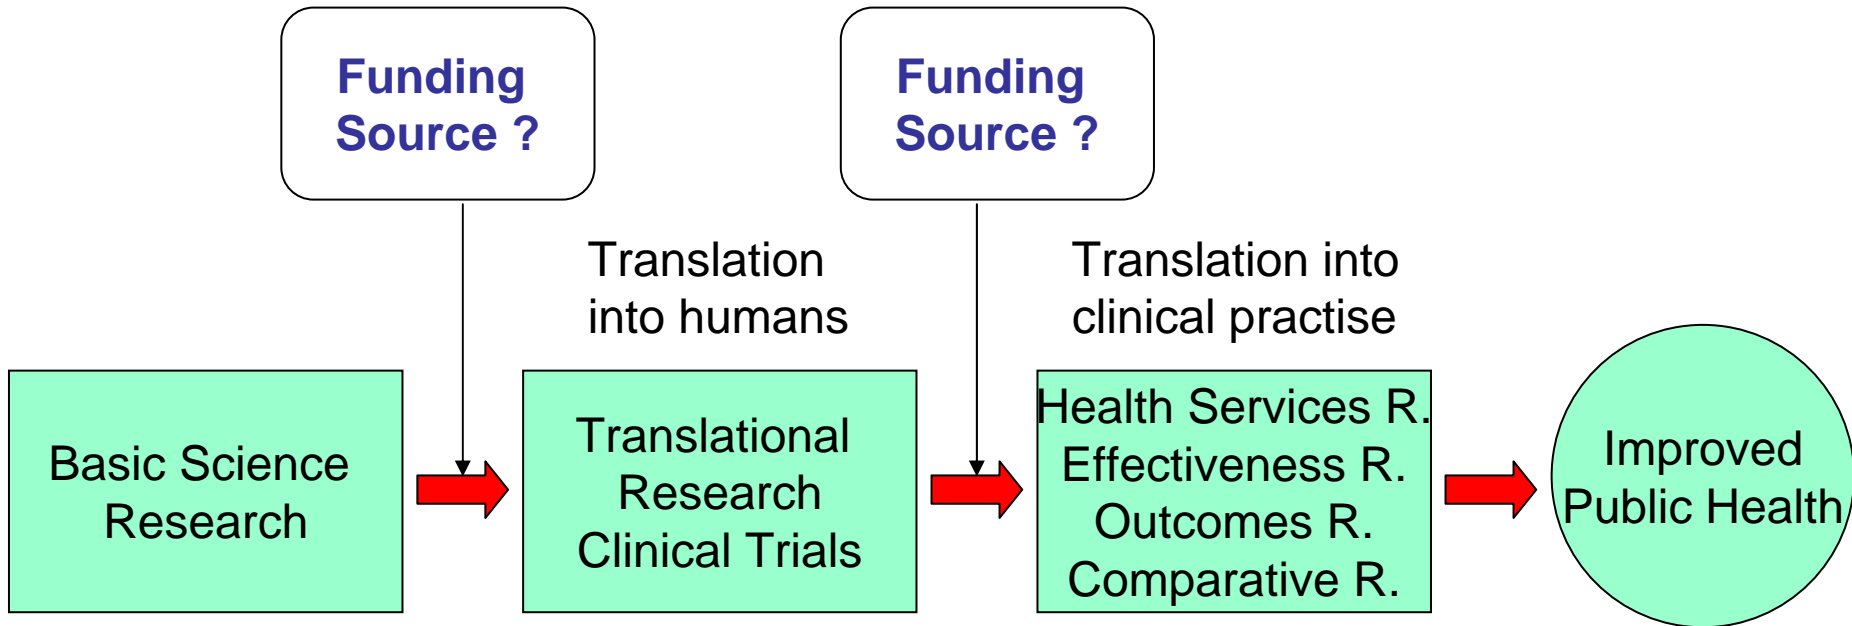 Funding
Source ?
Funding
Source ?
Translation
into humans
Translation into
clinical practise
Basic Science
Research
Translational
Research
Clinical Trials
Health Services R.
Effectiveness R.
Outcomes R.
Comparative R.
Improved
Public Health